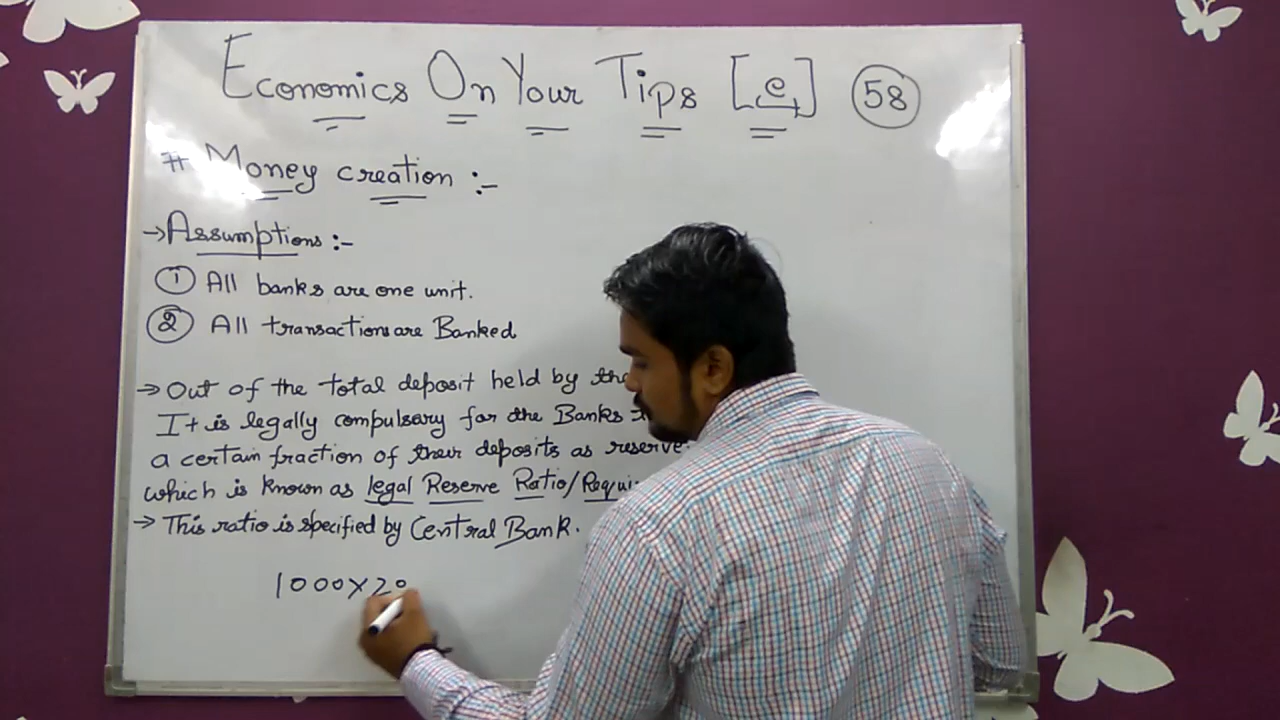 Economics On Your Tips [e] 58
# Money creation :-
→ Assumptions :-
1 All banks are one unit.
2 All transactions are Banked
→ Out of the total deposit held by the
It is legally compulsary for the Banks
a certain fraction of their deposits as reserve.
which is known as legal Reserve Ratio/Requi
→ This ratio is specified by Central Bank.
1000 X 20